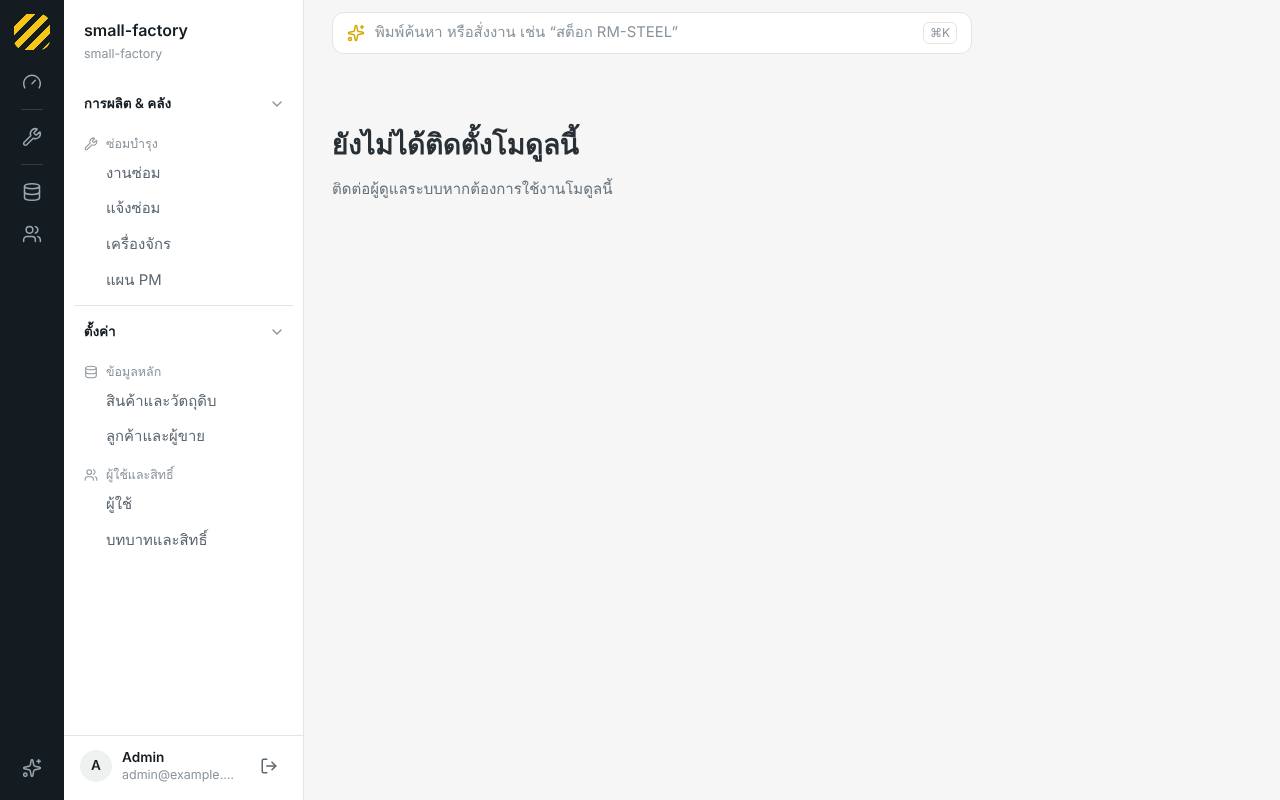 small-factory
small-factory
การผลิต & คลัง
ซ่อมบำรุง
งานซ่อม
แจ้งซ่อม
เครื่องจักร
แผน PM
ตั้งค่า
ข้อมูลหลัก
สินค้าและวัตถุดิบ
ลูกค้าและผู้ขาย
ผู้ใช้และสิทธิ์
ผู้ใช้
บทบาทและสิทธิ์
A
Admin
admin@example....
พิมพ์ค้นหา หรือสั่งงาน เช่น “สต็อก RM-STEEL”
⌘K
ยังไม่ได้ติดตั้งโมดูลนี้
ติดต่อผู้ดูแลระบบหากต้องการใช้งานโมดูลนี้